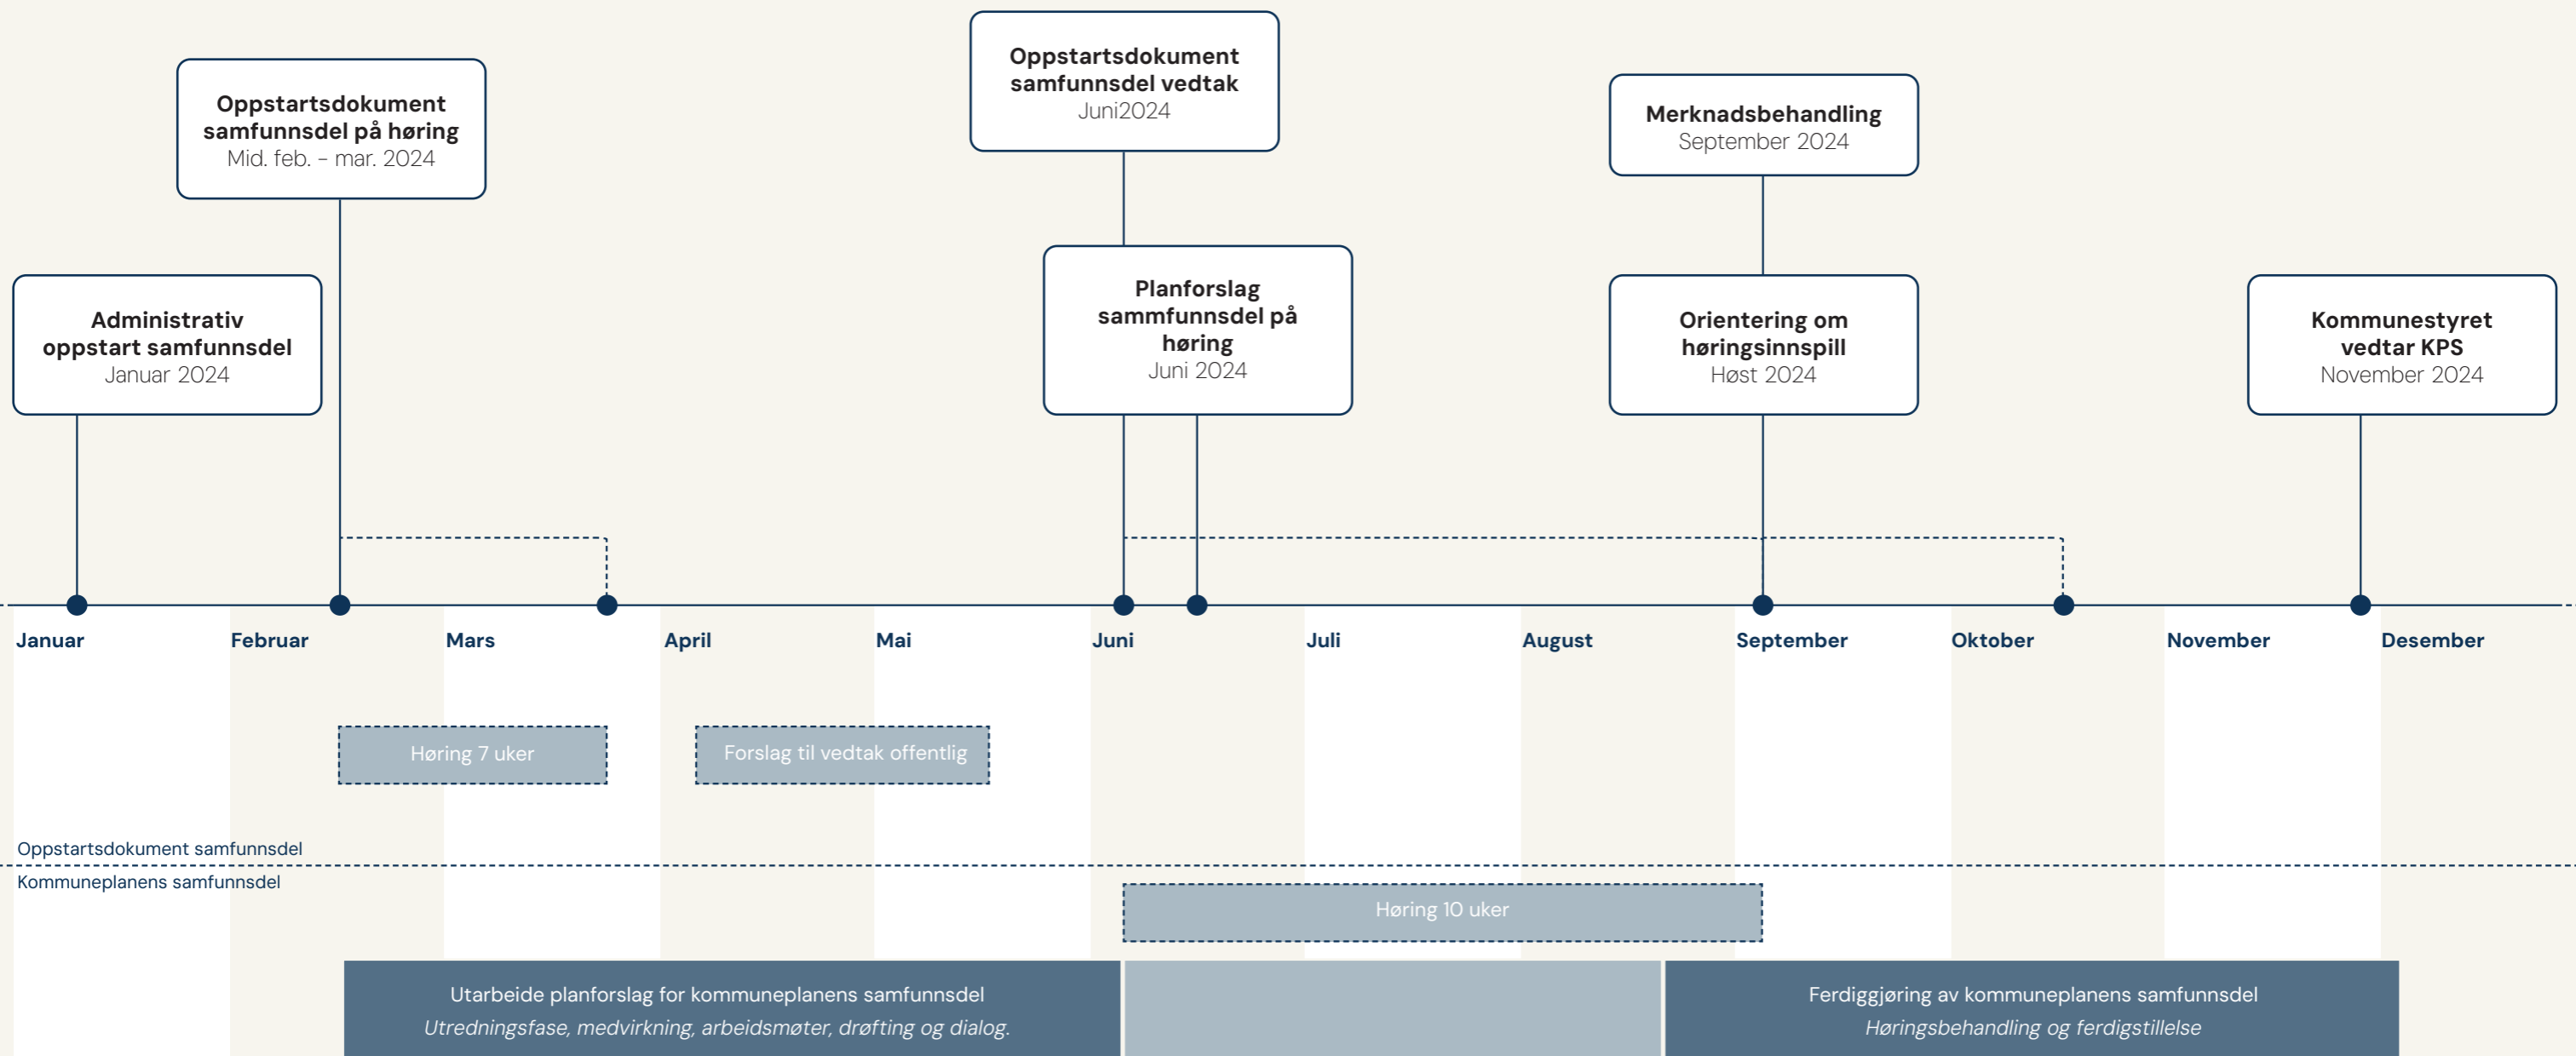 Oppstartsdokument
samfunnsdel på høring
Mid. feb. - mar. 2024
Administrativ
oppstart samfunnsdel
Januar 2024
Oppstartsdokument
samfunnsdel vedtak
Juni2024
Planforslag
sammfunnsdel på
høring
Juni 2024
Merknadsbehandling
September 2024
Orientering om
høringsinnspill
Høst 2024
Kommunestyret
vedtar KPS
November 2024
Januar
Februar
Mars
April
Mai
Juni
Juli
August
September
Oktober
November
Desember
Høring 7 uker
Forslag til vedtak offentlig
Oppstartsdokument samfunnsdel
Kommuneplanens samfunnsdel
Høring 10 uker
Utarbeide planforslag for kommuneplanens samfunnsdel
Utredningsfase, medvirkning, arbeidsmøter, drøfting og dialog.
Ferdiggjøring av kommuneplanens samfunnsdel
Høringsbehandling og ferdigstillelse